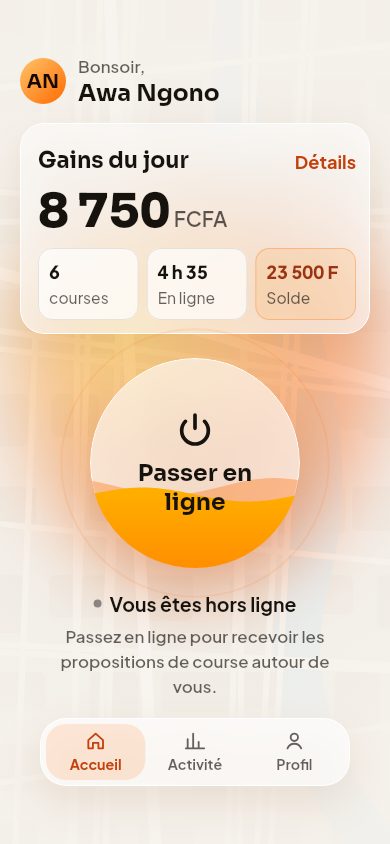 AN
Bonsoir,
Awa Ngono
Gains du jour
Détails
8 750 FCFA
6
courses
4 h 35
En ligne
23 500 F
Solde
Passer en
ligne
Vous êtes hors ligne
Passez en ligne pour recevoir les
propositions de course autour de
vous.
Accueil
Activité
Profil